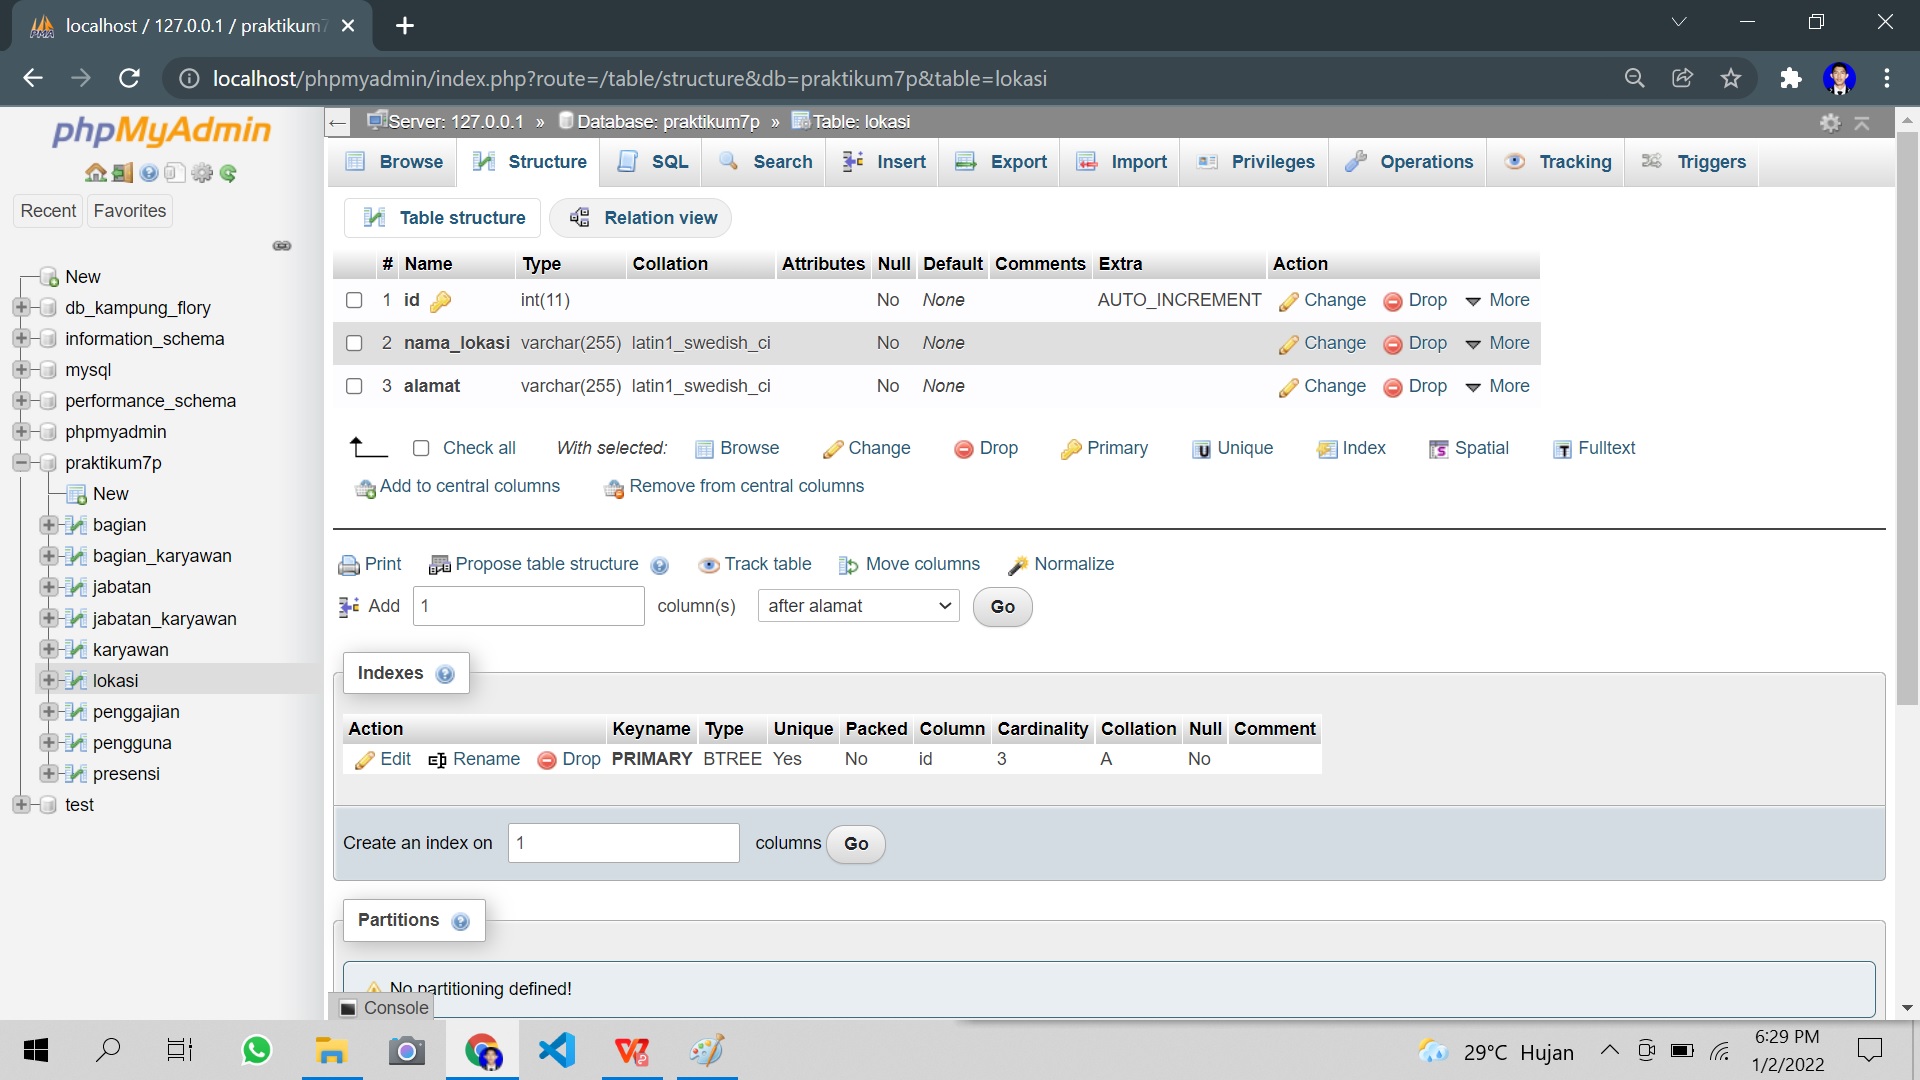 localhost / 127.0.0.1 / praktikum7
localhost/phpmyadmin/index.php?route=/table/structure&db=praktikum7p&table=lokasi
phpMyAdmin
Recent Favorites
New
db_kampung_flory
information_schema
mysql
performance_schema
phpmyadmin
praktikum7p
New
bagian
bagian_karyawan
jabatan
jabatan_karyawan
karyawan
lokasi
penggajian
pengguna
presensi
test
Server: 127.0.0.1 » Database: praktikum7p » Table: lokasi
Browse Structure SQL Search Insert Export Import Privileges Operations Tracking Triggers
Table structure Relation view
# Name Type Collation Attributes Null Default Comments Extra Action
1 id int(11) No None AUTO_INCREMENT Change Drop More
2 nama_lokasi varchar(255) latin1_swedish_ci No None Change Drop More
3 alamat varchar(255) latin1_swedish_ci No None Change Drop More
Check all With selected: Browse Change Drop Primary Unique Index Spatial Fulltext
Add to central columns Remove from central columns
Print Propose table structure Track table Move columns Normalize
Add 1 column(s) after alamat Go
Indexes
Action Keyname Type Unique Packed Column Cardinality Collation Null Comment
Edit Rename Drop PRIMARY BTREE Yes No id 3 A No
Create an index on 1 columns Go
Partitions
No partitioning defined!
Console
29°C Hujan
6:29 PM
1/2/2022